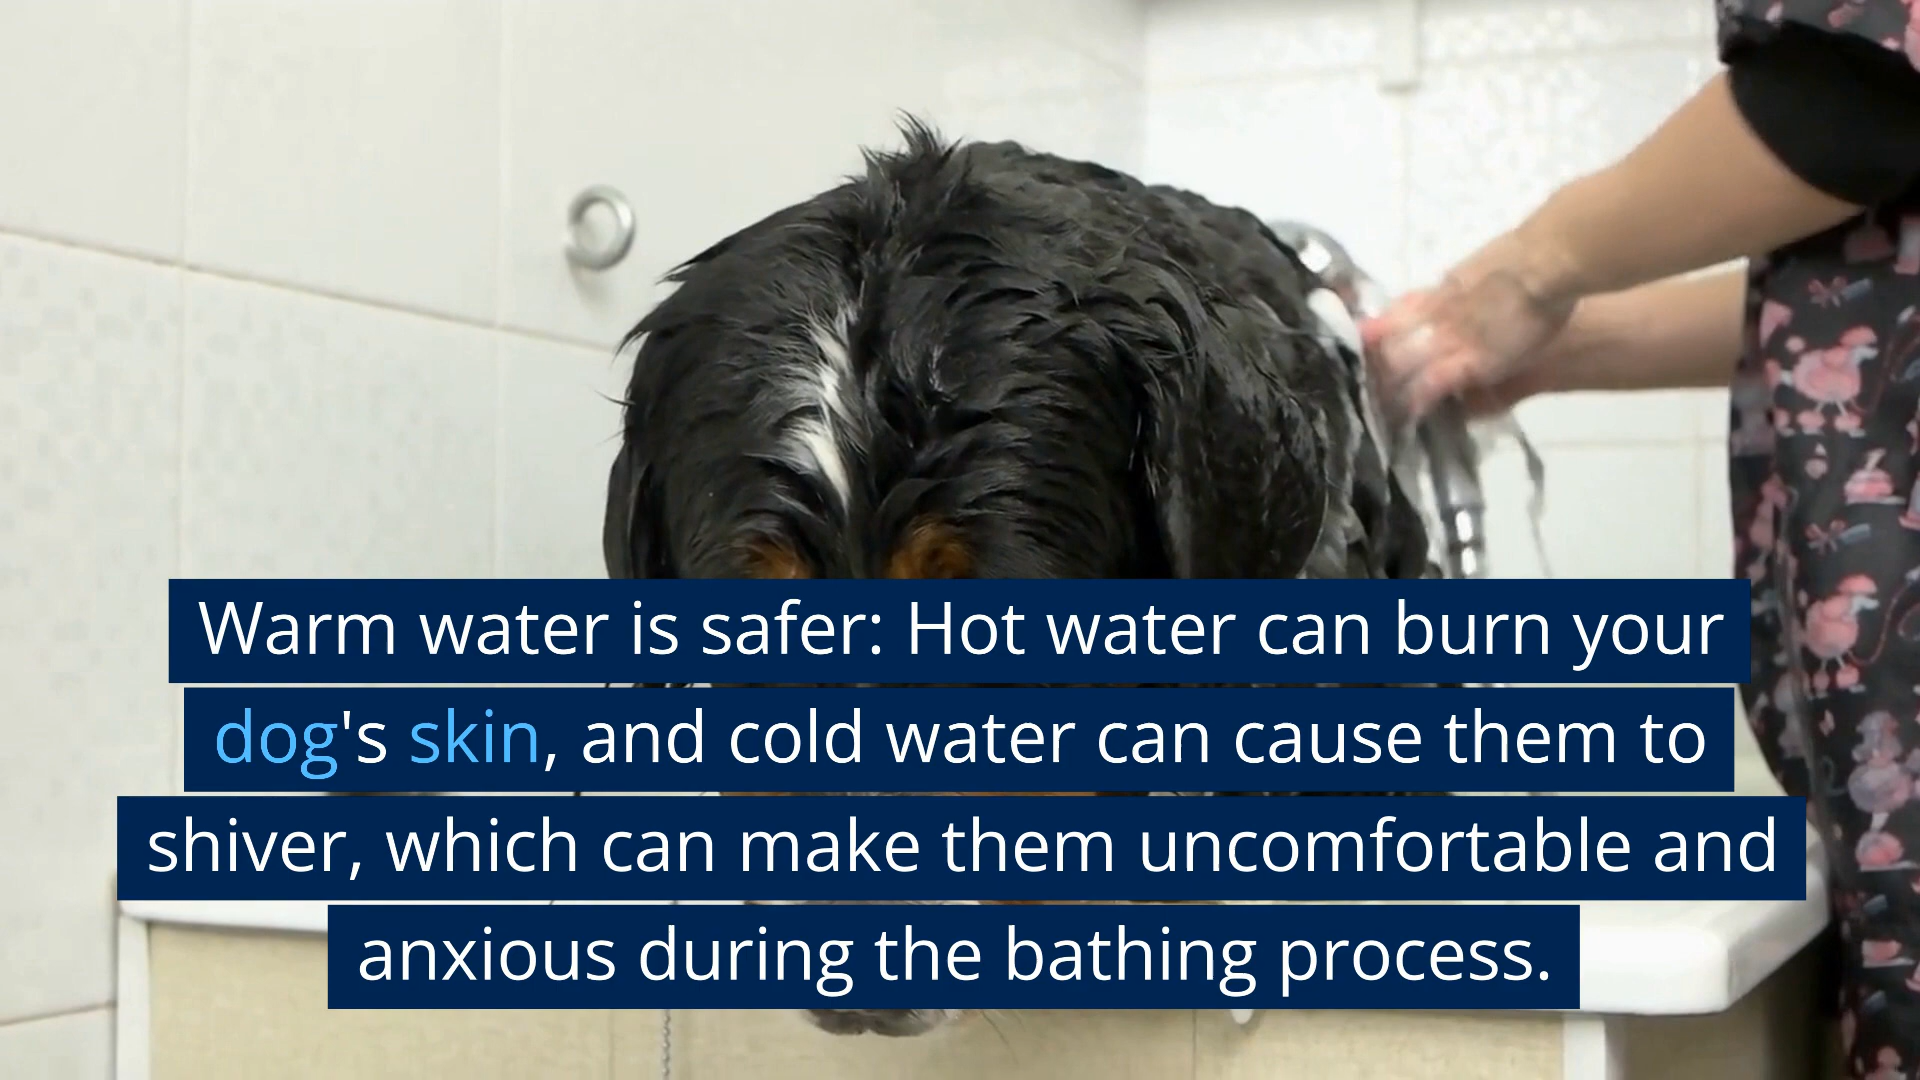 Warm water is safer: Hot water can burn your
dog's skin, and cold water can cause them to
shiver, which can make them uncomfortable and
anxious during the bathing process.